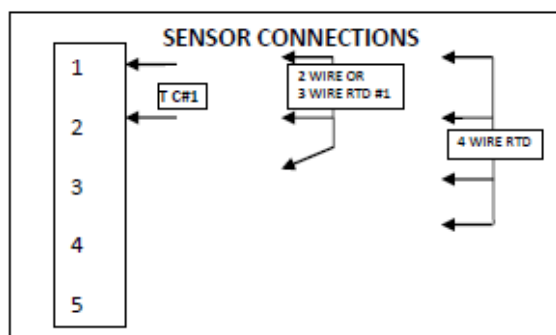 SENSOR CONNECTIONS
1
T C#1
2 WIRE OR
3 WIRE RTD #1
2
4 WIRE RTD
3
4
5